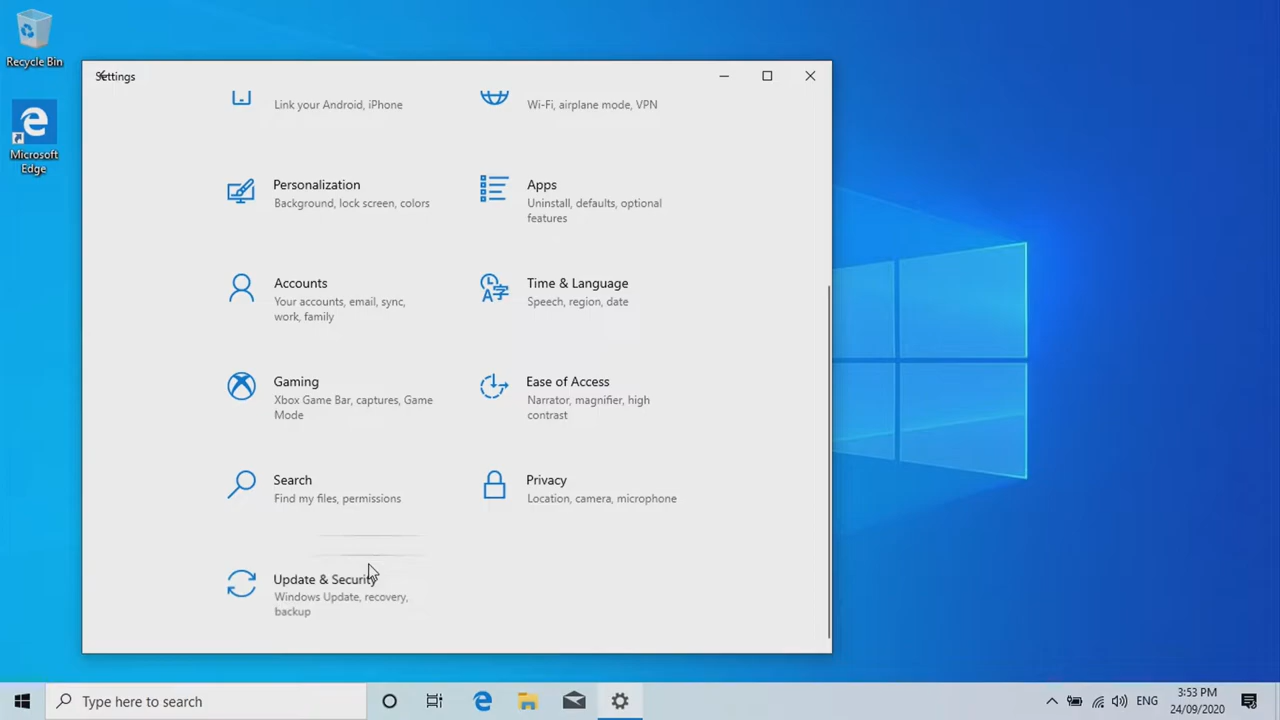 Recycle Bin
Microsoft
Edge
Settings
Link your Android, iPhone
Wi-Fi, airplane mode, VPN
Personalization
Background, lock screen, colors
Apps
Uninstall, defaults, optional
features
Accounts
Your accounts, email, sync,
work, family
Time & Language
Speech, region, date
Gaming
Xbox Game Bar, captures, Game
Mode
Ease of Access
Narrator, magnifier, high
contrast
Search
Find my files, permissions
Privacy
Location, camera, microphone
Update & Security
Windows Update, recovery,
backup
Type here to search
ENG
3:53 PM
24/09/2020